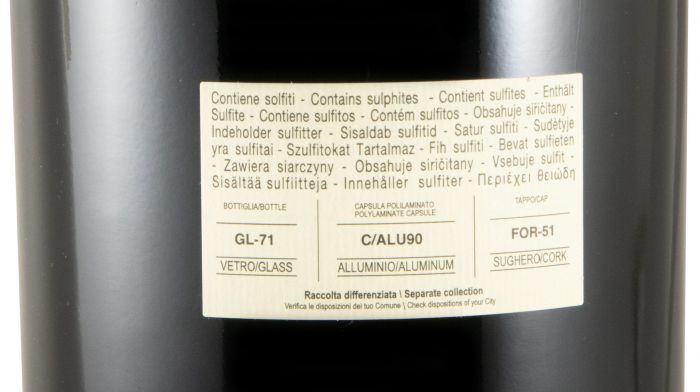 Contiene solfiti - Contains sulphites - Contient sulfites - Enthält
Sulfite - Contiene sulfitos - Contém sulfitos - Obsahuje siřičitany -
Indeholder sulfitter - Sisaldab sulfitid - Satur sulfiti - Sudėtyje
yra sulfitai - Szulfitokat Tartalmaz - Fih sulfiti - Bevat sulfieten
- Zawiera siarczyny - Obsahuje siričitany - Vsebuje sulfit -
Sisältää sulfiitteja - Innehåller sulfiter - Περιέχει θειώδη
BOTTIGLIA/BOTTLE
GL-71
VETRO/GLASS
CAPSULA POLILAMINATO
POLYLAMINATE CAPSULE
C/ALU90
ALLUMINIO/ALUMINUM
TAPPO/CAP
FOR-51
SUGHERO/CORK
Raccolta differenziata \ Separate collection
Verifica le disposizioni del tuo Comune \ Check dispositions of your City